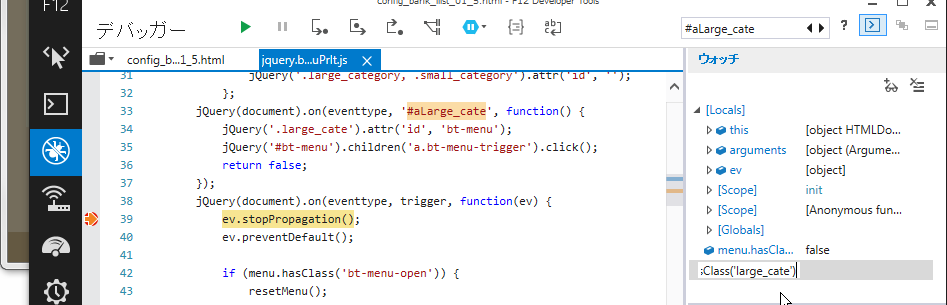 config_bank_list_01_5.html - F12 Developer Tools
F12
デバッガー
#aLarge_cate
?
config_b...1_5.html
jquery.b...uPrlt.js
ウォッチ
31 jQuery('.large_category, .small_category').attr('id', '');
32 };
33 jQuery(document).on(eventtype, '#aLarge_cate', function() {
34 jQuery('.large_cate').attr('id', 'bt-menu');
35 jQuery('#bt-menu').children('a.bt-menu-trigger').click();
36 return false;
37 });
38 jQuery(document).on(eventtype, trigger, function(ev) {
39 ev.stopPropagation();
40 ev.preventDefault();
41
42 if (menu.hasClass('bt-menu-open')) {
43 resetMenu();
[Locals]
this [object HTMLDo...
arguments [object (Argume...
ev [object]
[Scope] init
[Scope] [Anonymous fun...
[Globals]
menu.hasCla... false
sClass('large_cate')